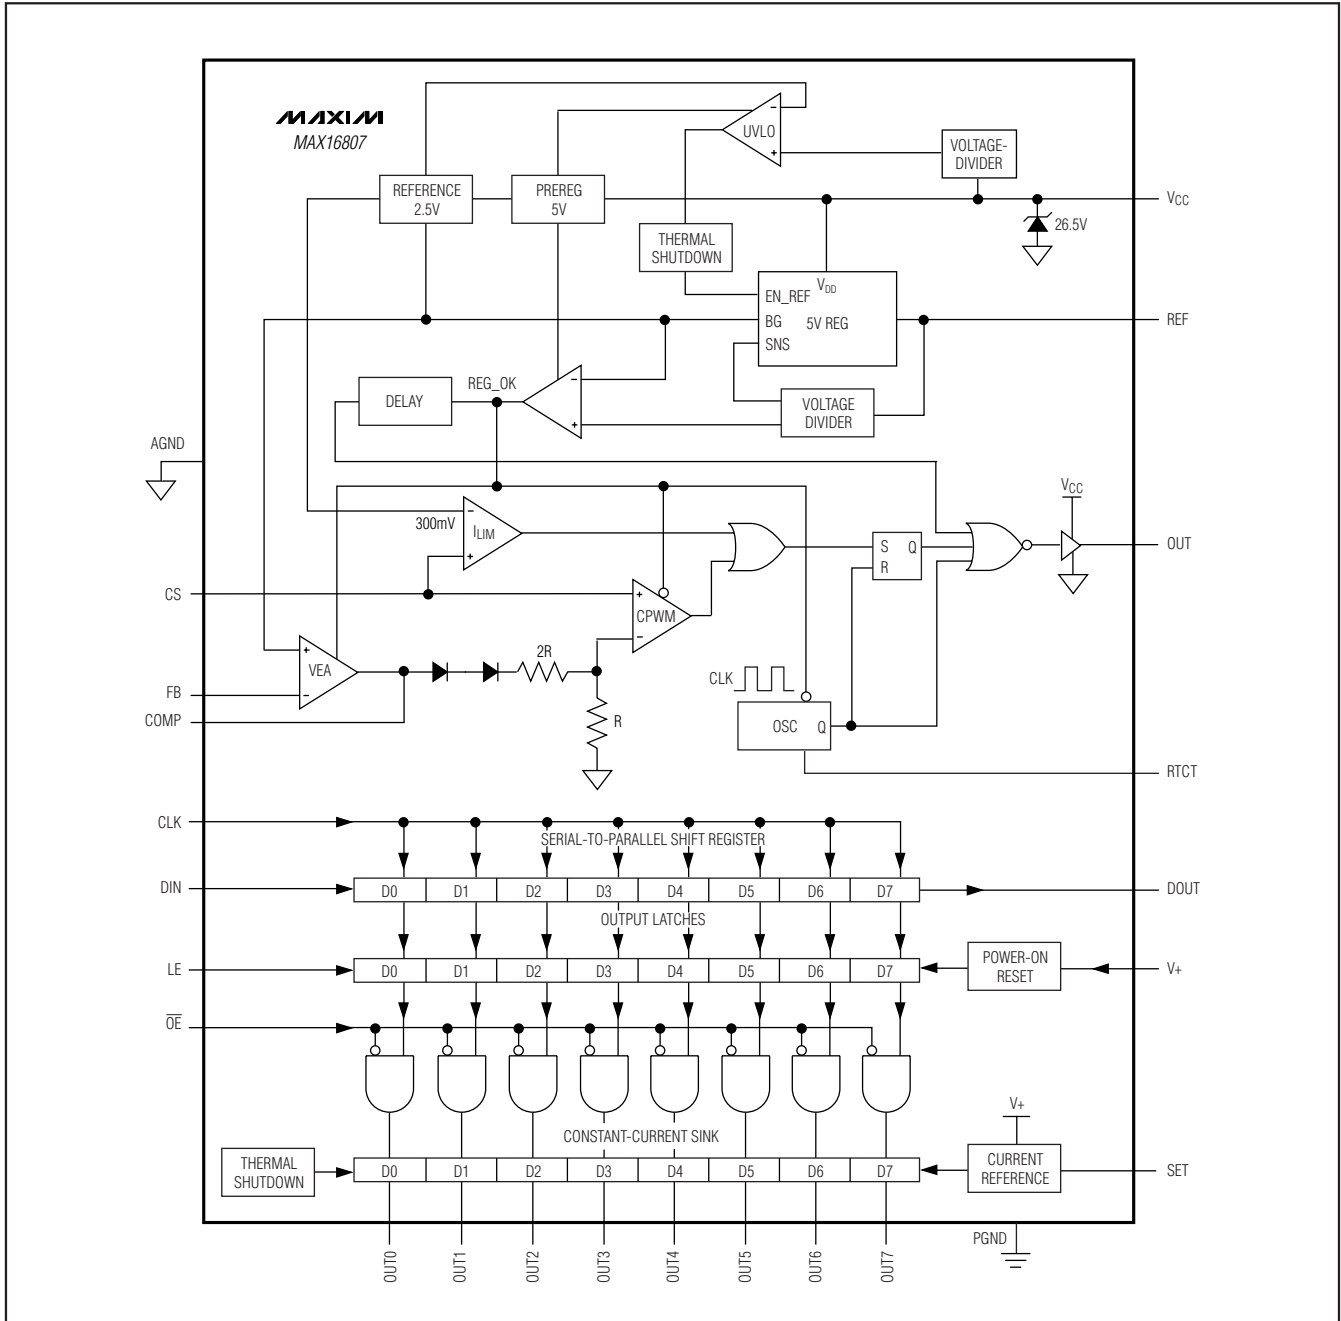 MAXIM
MAX16807
UVLO
-
+
VOLTAGE-
DIVIDER
REFERENCE
2.5V
PREREG
5V
VCC
26.5V
THERMAL
SHUTDOWN
VDD
EN_REF
BG
5V REG
SNS
REF
REG_OK
DELAY
-
+
VOLTAGE
DIVIDER
AGND
VCC
300mV
-
ILIM
+
S
Q
R
OUT
CS
+
CPWM
-
2R
+
VEA
-
FB
COMP
R
CLK
OSC
Q
RTCT
CLK
SERIAL-TO-PARALLEL SHIFT REGISTER
DIN
D0 D1 D2 D3 D4 D5 D6 D7
DOUT
OUTPUT LATCHES
LE
D0 D1 D2 D3 D4 D5 D6 D7
POWER-ON
RESET
V+
OE
V+
CONSTANT-CURRENT SINK
THERMAL
SHUTDOWN
D0 D1 D2 D3 D4 D5 D6 D7
CURRENT
REFERENCE
SET
PGND
OUT0
OUT1
OUT2
OUT3
OUT4
OUT5
OUT6
OUT7